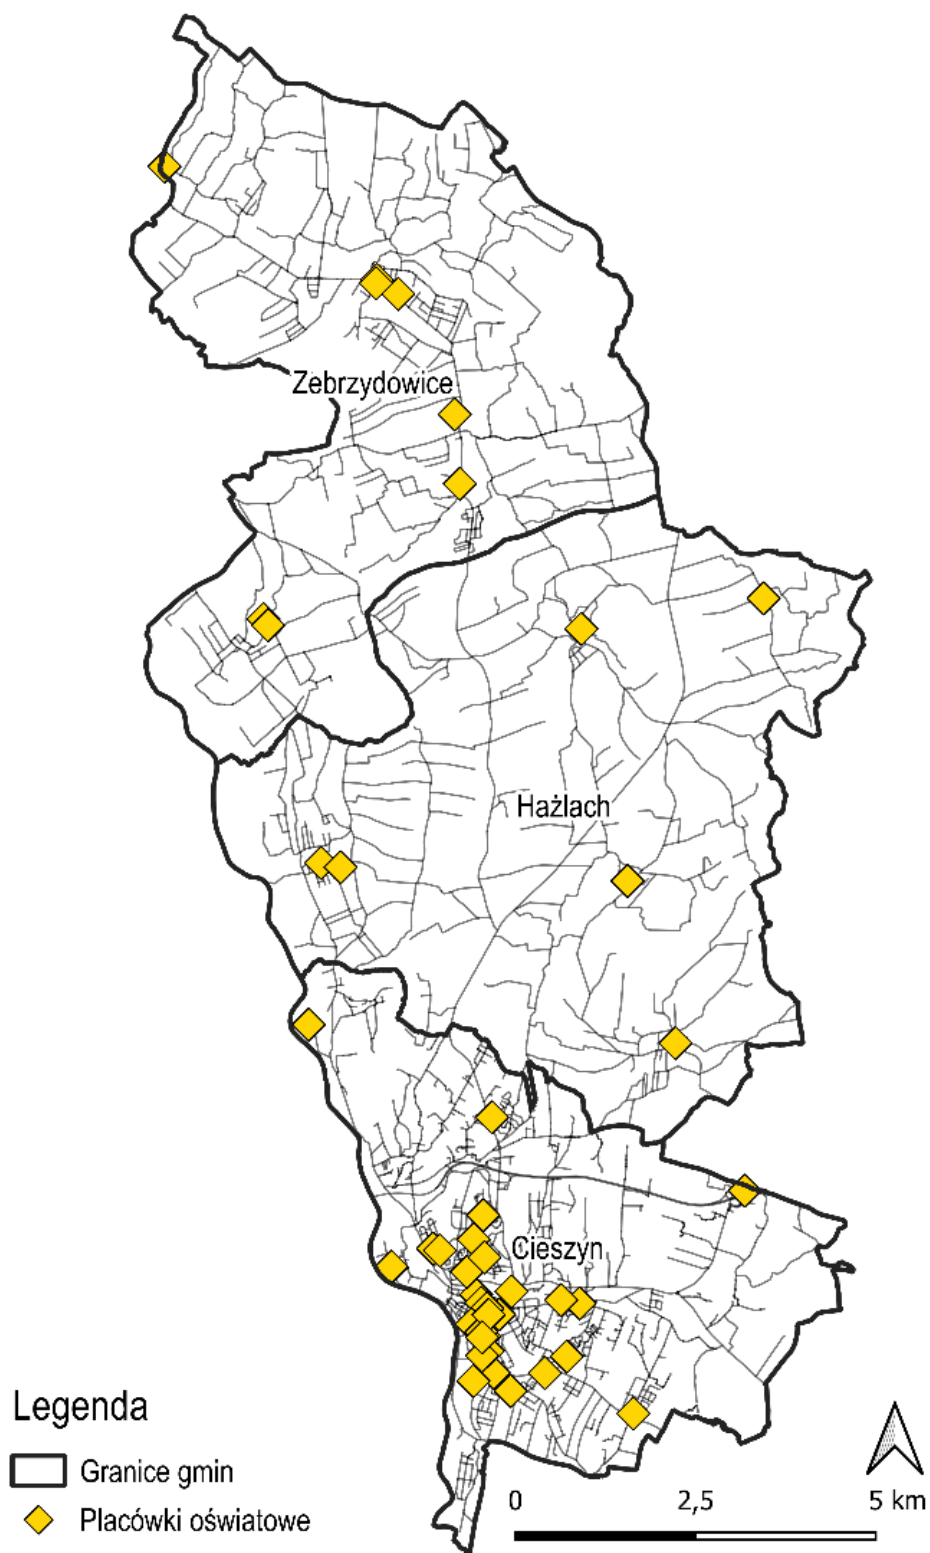 Zebrzydowice
Hażlach
Cieszyn
Legenda
Granice gmin
Placówki oświatowe
0 2,5 5 km